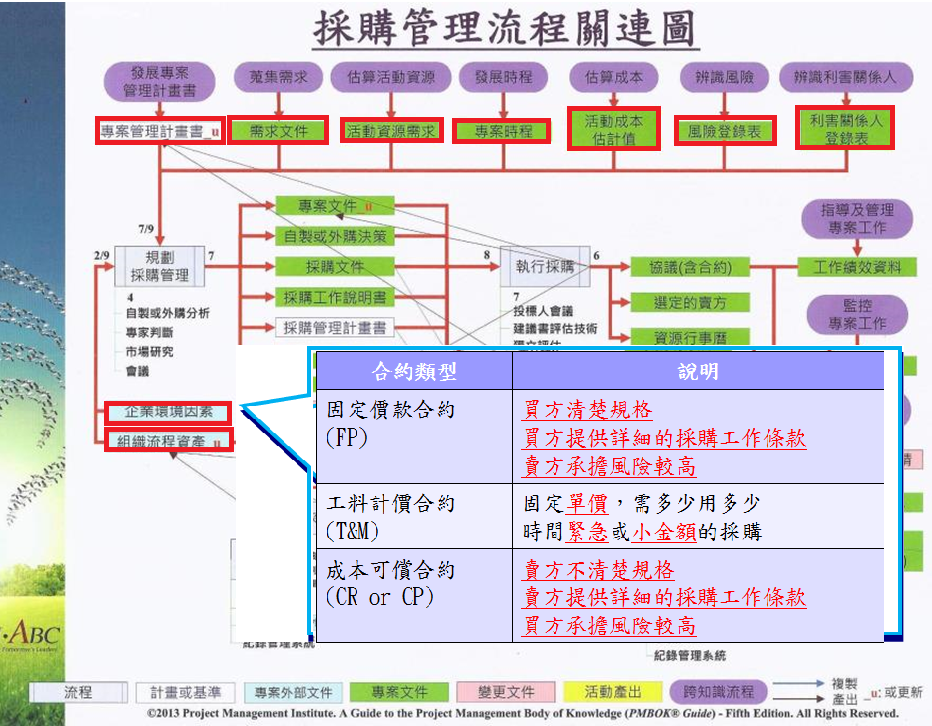 採購管理流程關連圖
發展專案
管理計畫書
蒐集需求
估算活動資源
發展時程
估算成本
辨識風險
辨識利害關係人
專案管理計畫書_u
需求文件
活動資源需求
專案時程
活動成本
估計值
風險登錄表
利害關係人
登錄表
7/9
2/9
規劃
採購管理
7
4
自製或外購分析
專家判斷
市場研究
會議
專案文件_u
自製或外購決策
採購文件
採購工作說明書
採購管理計畫書
8
執行採購
6
7
投標人會議
建議書評估技術
獨立評估
協議(含合約)
選定的賣方
資源行事曆
指導及管理
專案工作
工作績效資料
監控
專案工作
企業環境因素
組織流程資產_u
合約類型
說明
固定價款合約
(FP)
買方清楚規格
買方提供詳細的採購工作條款
賣方承擔風險較高
工料計價合約
(T&M)
固定單價，需多少用多少
時間緊急或小金額的採購
成本可償合約
(CR or CP)
賣方不清楚規格
賣方提供詳細的採購工作條款
買方承擔風險較高
請
)
紀錄管理系統
紀錄管理系統
‧ABC
Tomorrow's Leaders
流程
計畫或基準
專案外部文件
專案文件
變更文件
活動產出
跨知識流程
複製
產出
_u: 或更新
©2013 Project Management Institute. A Guide to the Project Management Body of Knowledge (PMBOK® Guide) - Fifth Edition. All Rights Reserved.